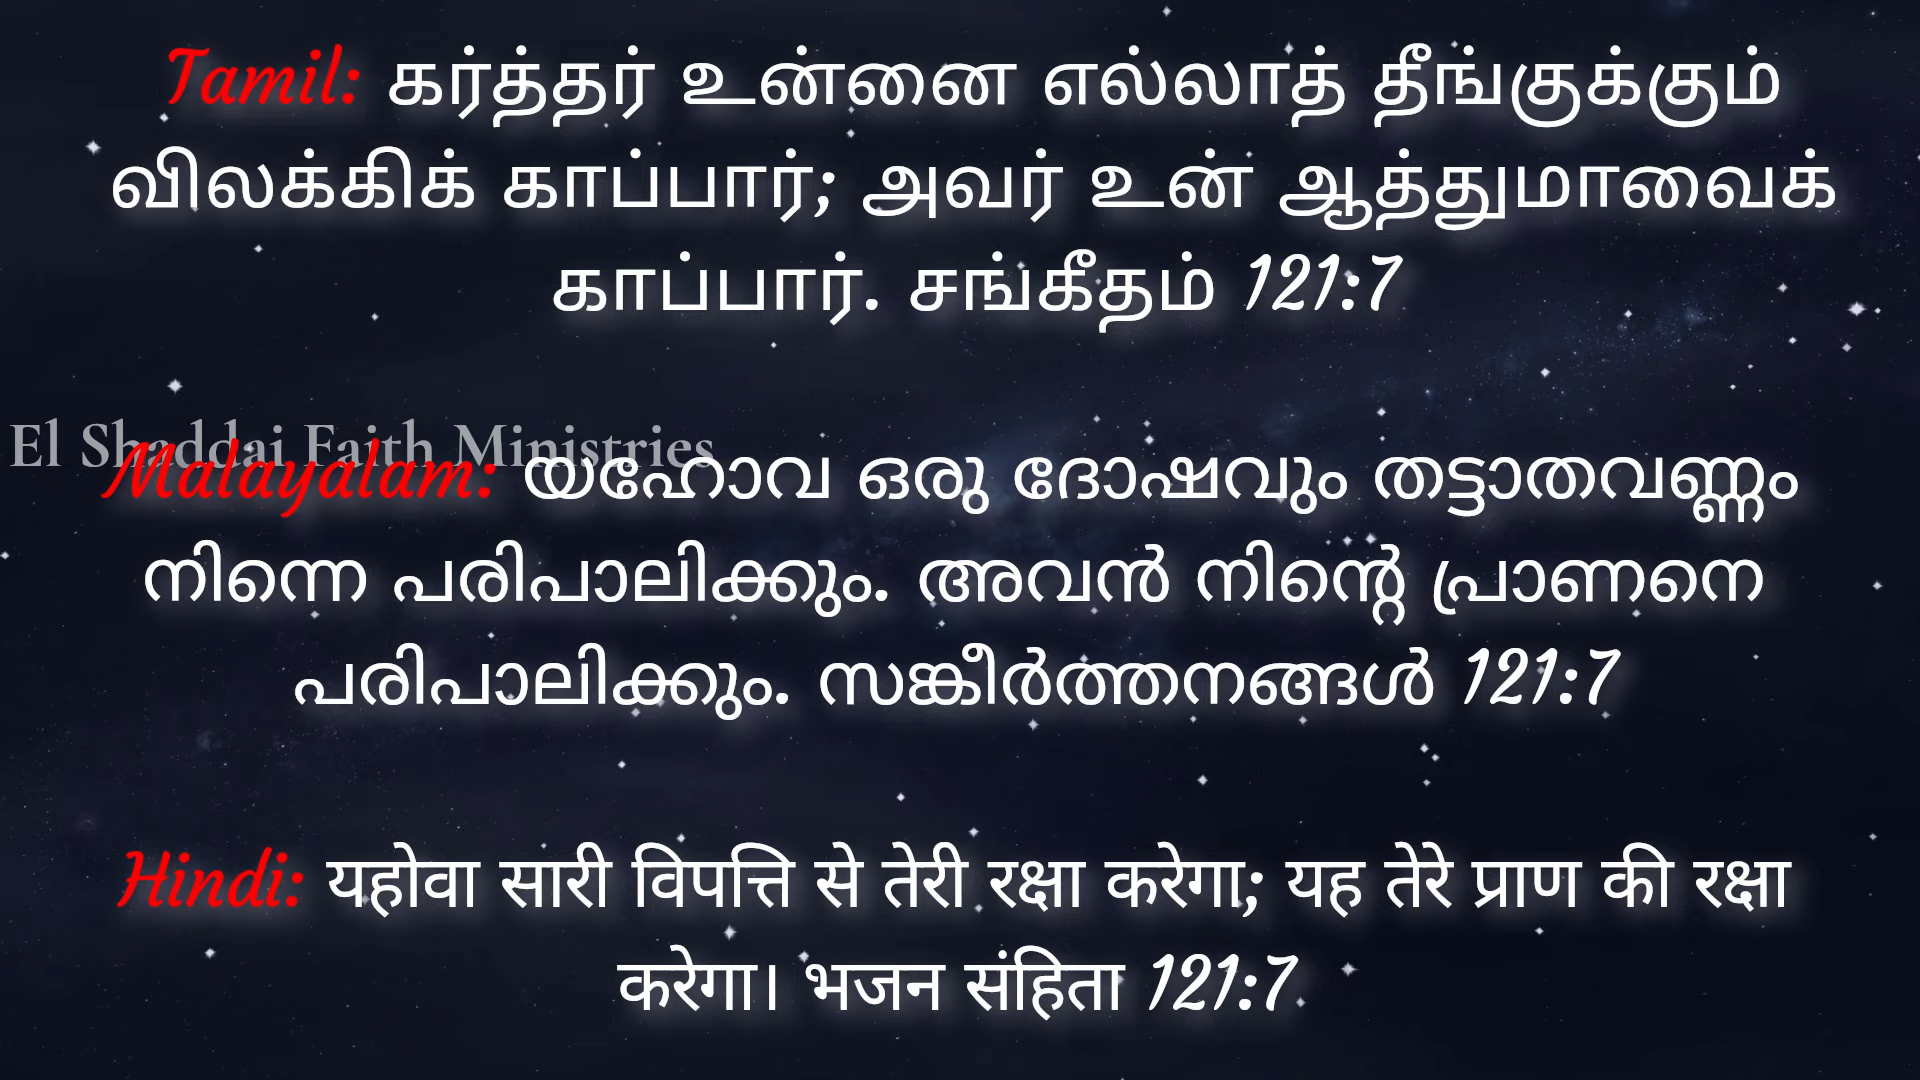 Tamil: கர்த்தர் உன்னை எல்லாத் தீங்குக்கும்
விலக்கிக் காப்பார்; அவர் உன் ஆத்துமாவைக்
காப்பார். சங்கீதம் 121:7
El Shaddai Faith Ministries
Malayalam: യഹോവ ഒരു ദോഷവും തട്ടാതവണ്ണം
നിന്നെ പരിപാലിക്കും. അവൻ നിന്റെ പ്രാണനെ
പരിപാലിക്കും. സങ്കീർത്തനങ്ങൾ 121:7
Hindi: यहोवा सारी विपत्ति से तेरी रक्षा करेगा; यह तेरे प्राण की रक्षा
करेगा। भजन संहिता 121:7